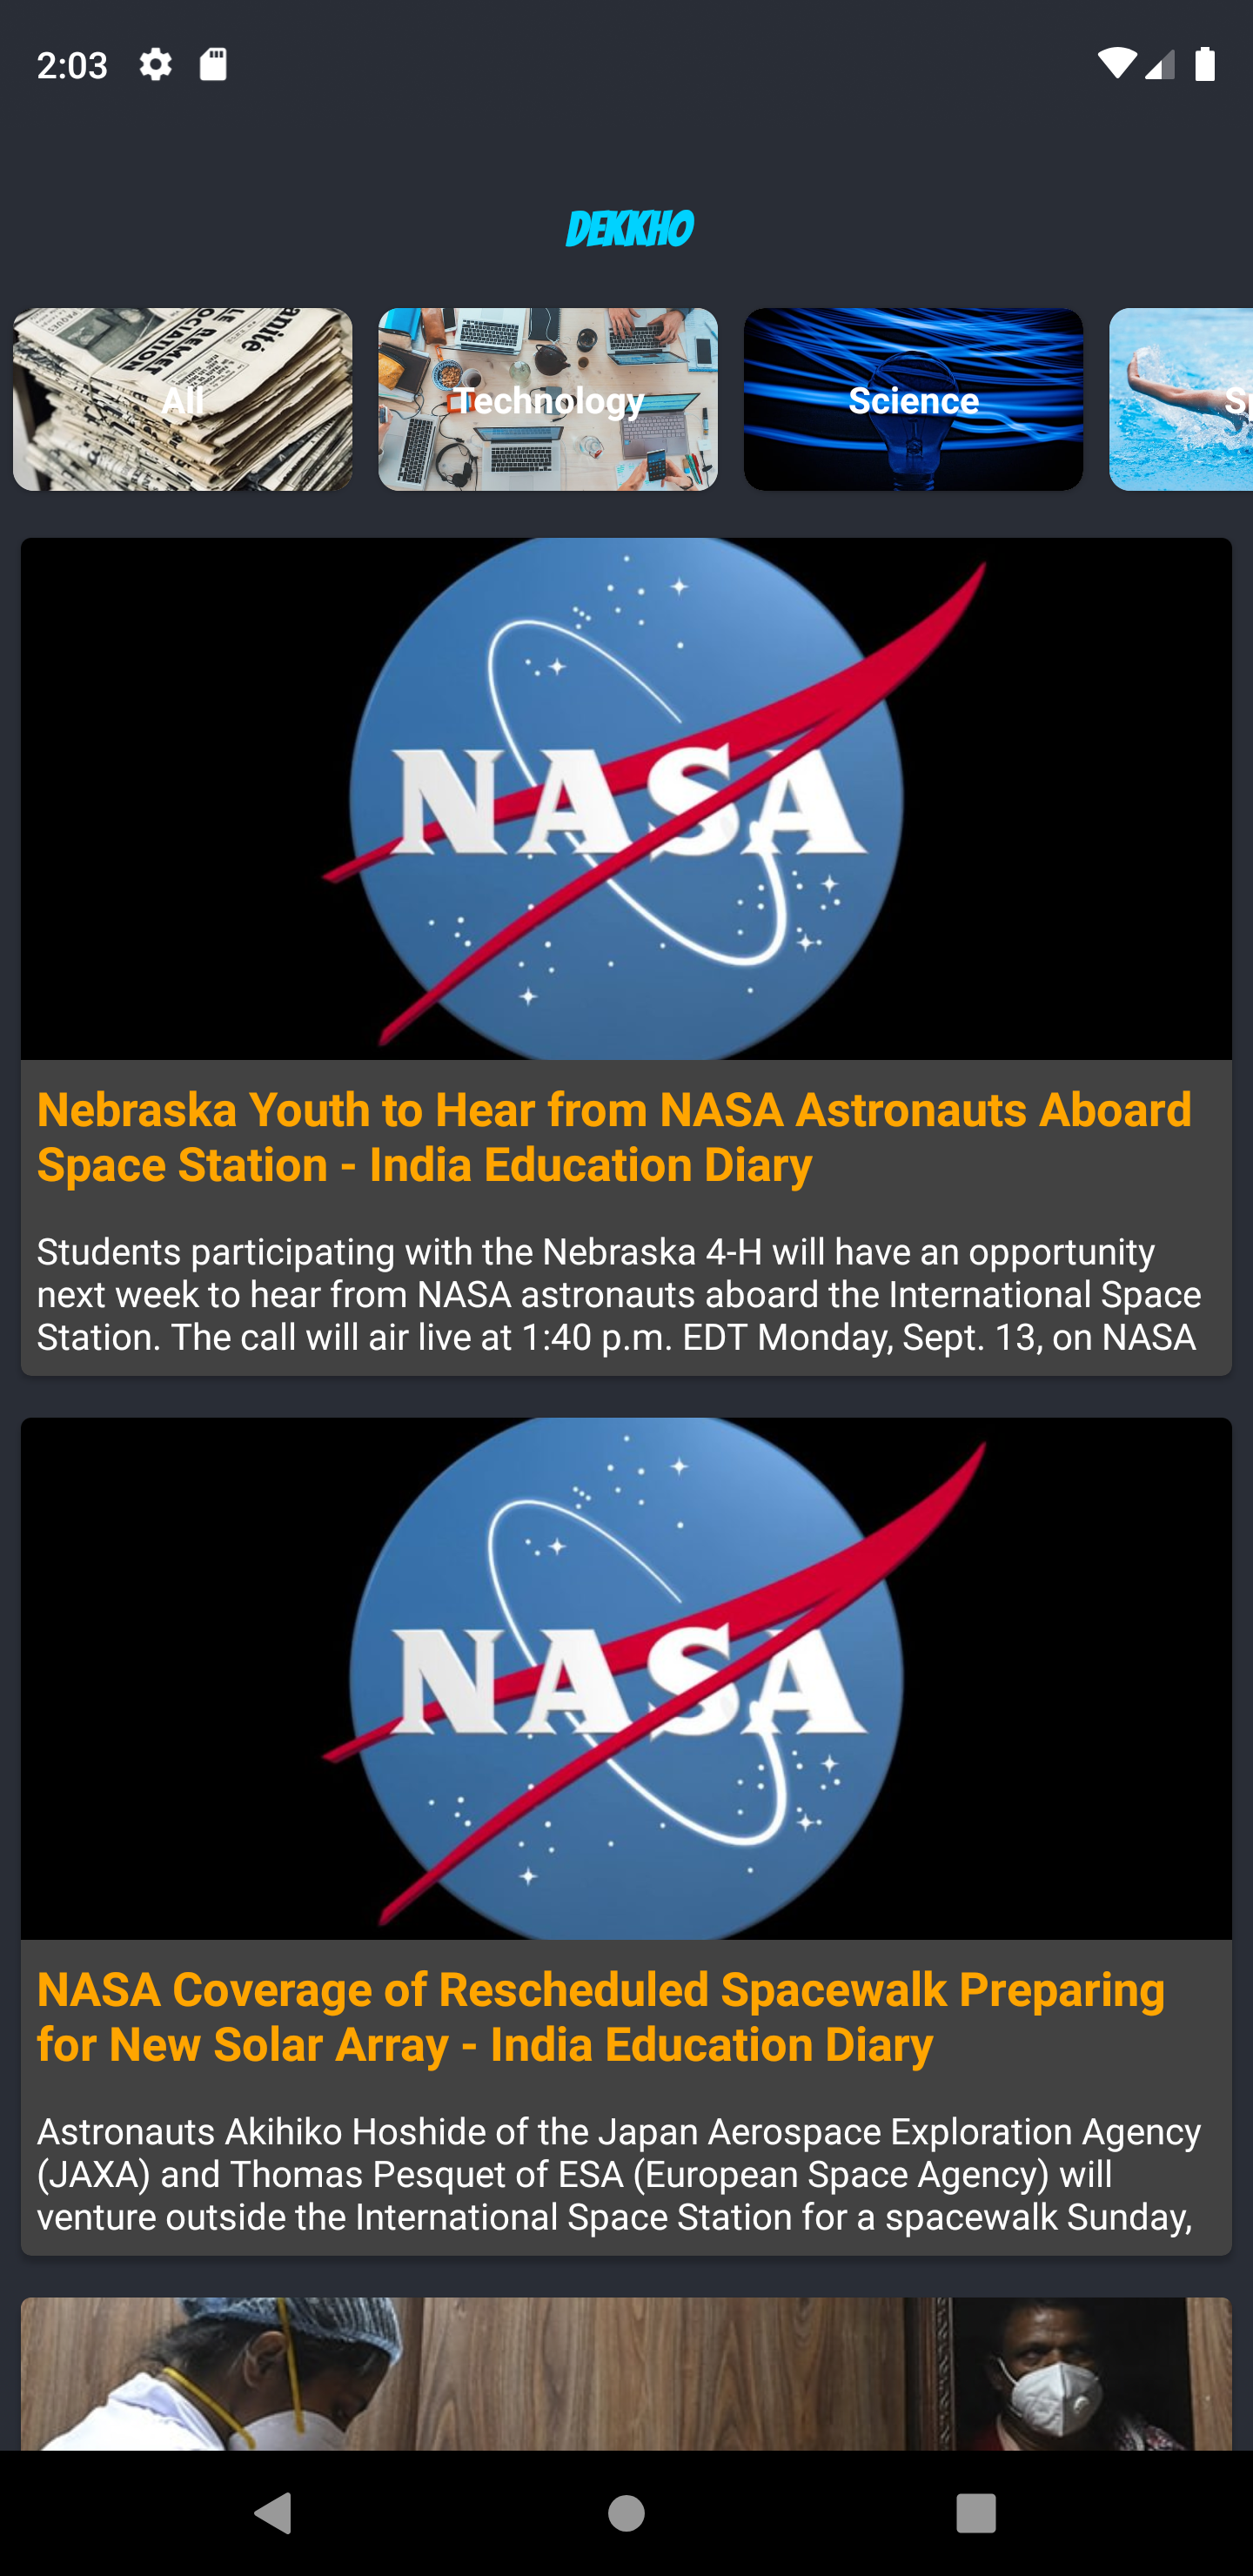 2:03
DEKKHO
anité
LE REMET
OCIATION
All
Technology
Science
NASA
Nebraska Youth to Hear from NASA Astronauts Aboard
Space Station - India Education Diary
Students participating with the Nebraska 4-H will have an opportunity
next week to hear from NASA astronauts aboard the International Space
Station. The call will air live at 1:40 p.m. EDT Monday, Sept. 13, on NASA
NASA
NASA Coverage of Rescheduled Spacewalk Preparing
for New Solar Array - India Education Diary
Astronauts Akihiko Hoshide of the Japan Aerospace Exploration Agency
(JAXA) and Thomas Pesquet of ESA (European Space Agency) will
venture outside the International Space Station for a spacewalk Sunday,